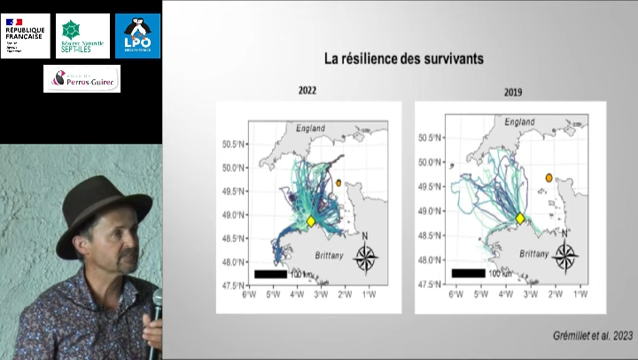 RÉPUBLIQUE
FRANÇAISE
Réserve Naturelle
SEPT-ILES
LPO
Perros-Guirec
La résilience des survivants
2022
2019
England
50.5°N
50.0°N
49.5°N
49.0°N
48.5°N
48.0°N
47.5°N
Brittany
N
100 km
6°W 5°W 4°W 3°W 2°W 1°W
England
50.5°N
50.0°N
49.5°N
49.0°N
48.5°N
48.0°N
47.5°N
Brittany
N
100 km
6°W 5°W 4°W 3°W 2°W 1°W
Grémillet et al. 2023